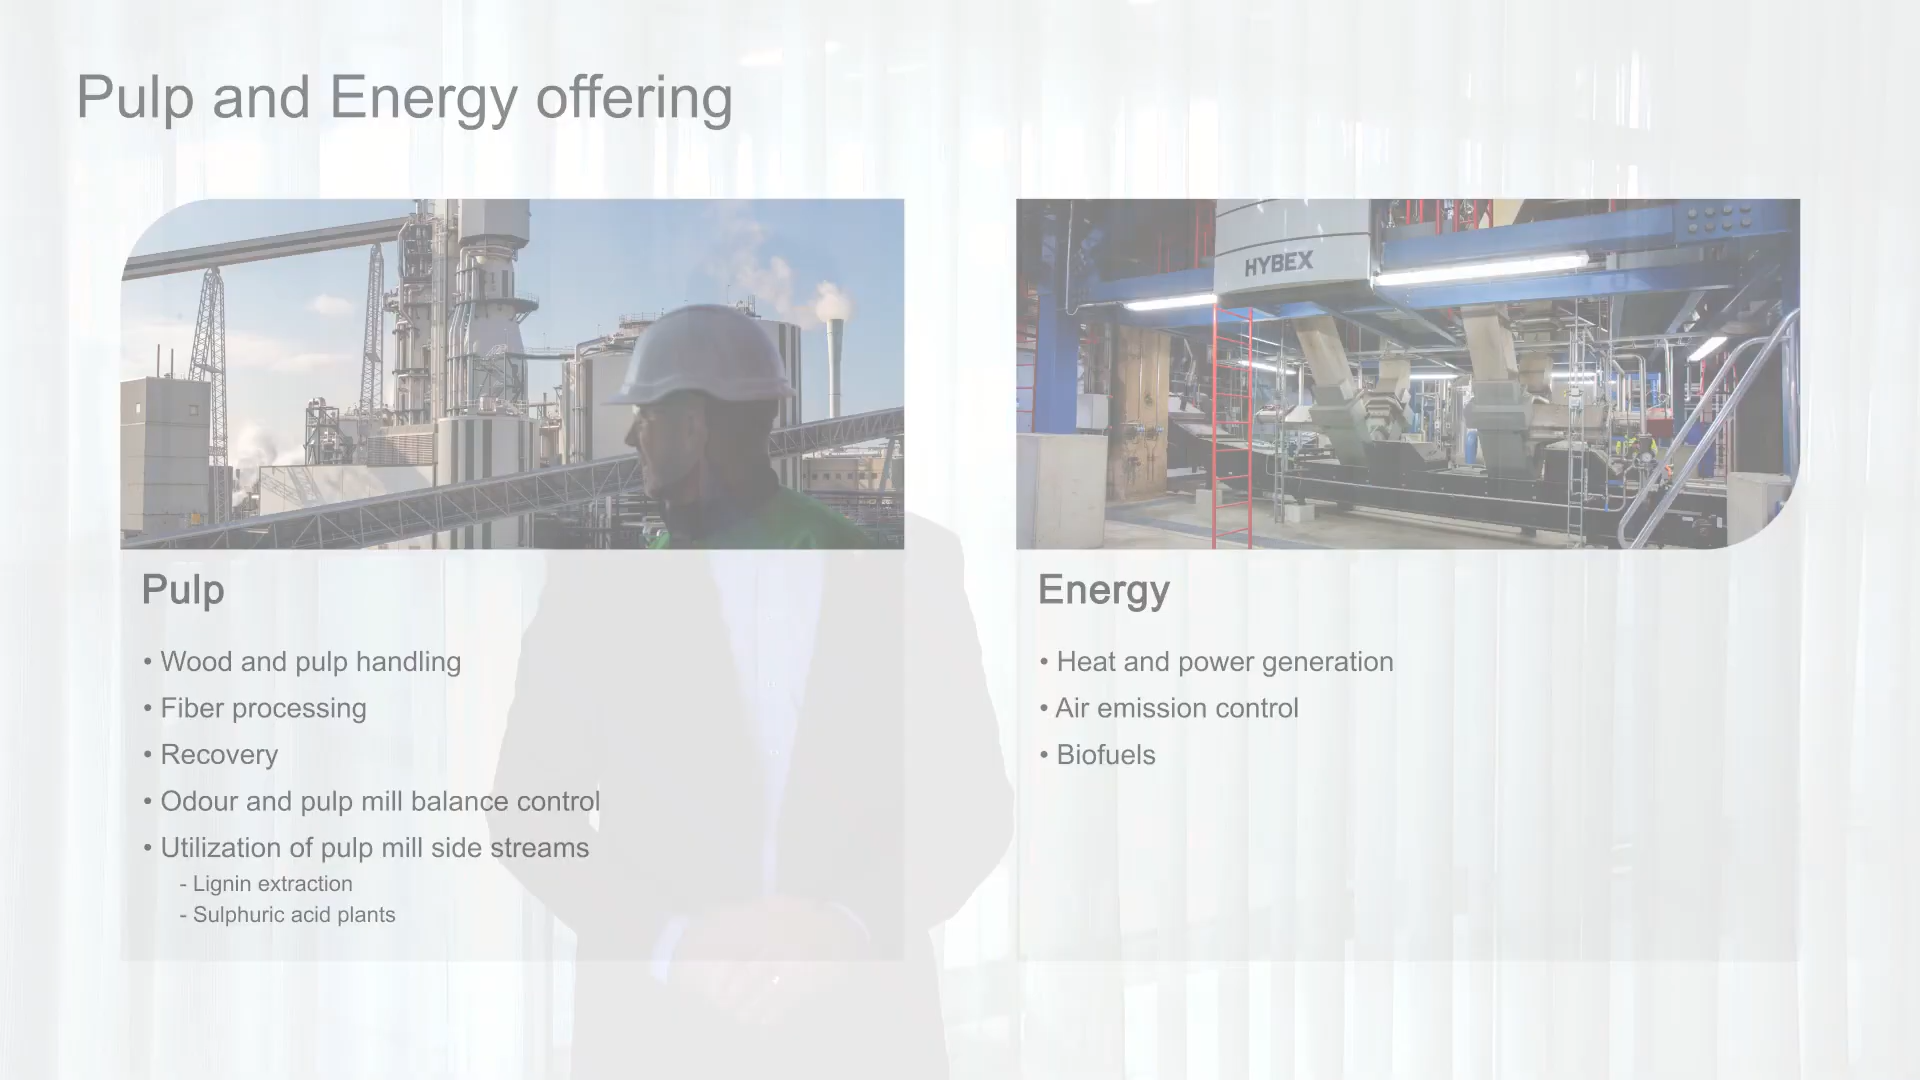 Pulp and Energy offering
HYBEX
Pulp
• Wood and pulp handling
• Fiber processing
• Recovery
• Odour and pulp mill balance control
• Utilization of pulp mill side streams
- Lignin extraction
- Sulphuric acid plants
Energy
• Heat and power generation
• Air emission control
• Biofuels